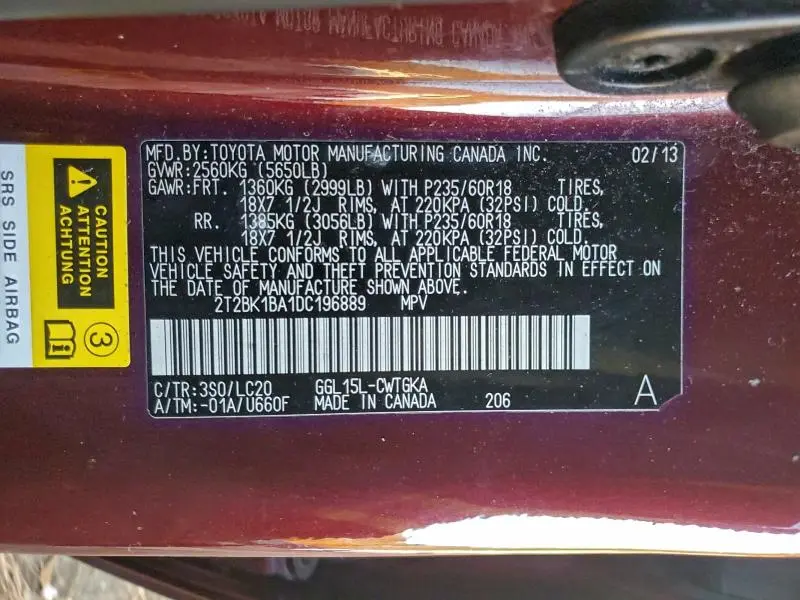 MFD.BY:TOYOTA MOTOR MANUFACTURING CANADA INC. 02/13
GVWR:2560KG (5650LB)
GAWR:FRT. 1360KG (2999LB) WITH P235/60R18 TIRES,
18X7 1/2J RIMS, AT 220KPA (32PSI) COLD.
RR. 1385KG (3056LB) WITH P235/60R18 TIRES,
18X7 1/2J RIMS, AT 220KPA (32PSI) COLD.
THIS VEHICLE CONFORMS TO ALL APPLICABLE FEDERAL MOTOR
VEHICLE SAFETY AND THEFT PREVENTION STANDARDS IN EFFECT ON
THE DATE OF MANUFACTURE SHOWN ABOVE.
2T2BK1BA1DC196889 MPV
C/TR:3S0/LC20 GGL15L-CWTGKA A
A/TM:-01A/U660F MADE IN CANADA 206
CAUTION
ATTENTION
ACHTUNG
3
SRS SIDE AIRBAG